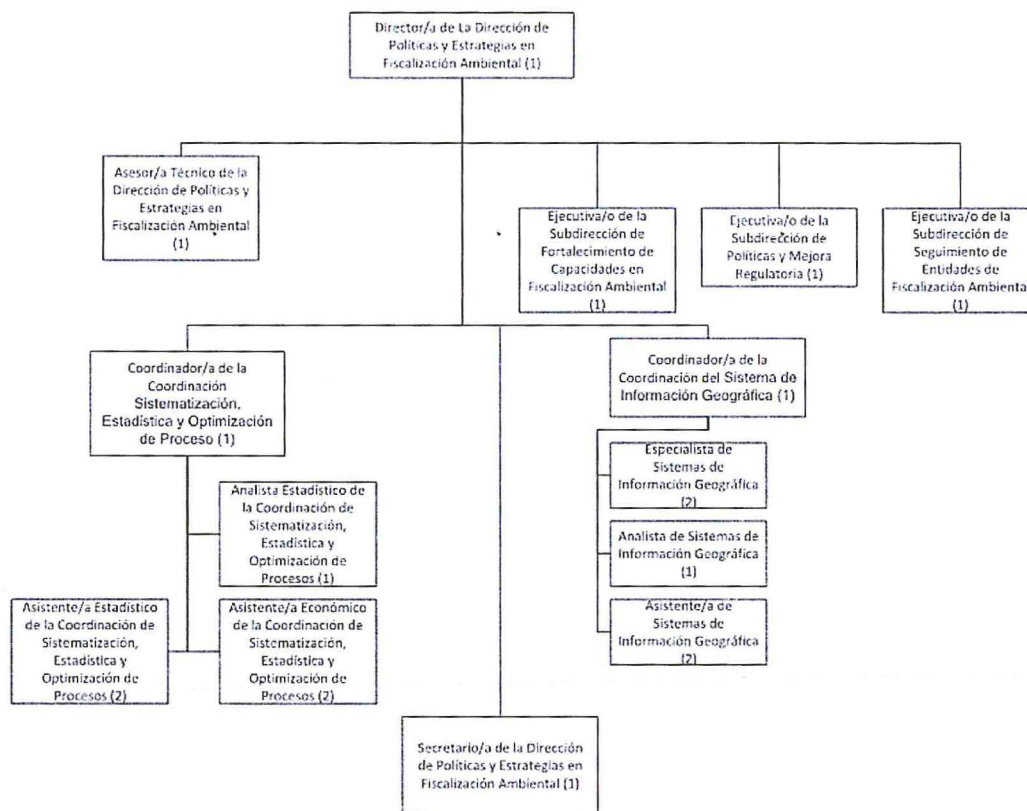 Director/a de La Dirección de
Políticas y Estrategias en
Fiscalización Ambiental (1)
Asesor/a Técnico de la
Dirección de Políticas y
Estrategias en
Fiscalización Ambiental
(1)
Ejecutiva/o de la
Subdirección de
Fortalecimiento de
Capacidades en
Fiscalización Ambiental
(1)
Ejecutiva/o de la
Subdirección de
Políticas y Mejora
Regulatoria (1)
Ejecutiva/o de la
Subdirección de
Seguimiento de
Entidades de
Fiscalización Ambiental
(1)
Coordinador/a de la
Coordinación
Sistematización,
Estadística y Optimización
de Proceso (1)
Coordinador/a de la
Coordinación del Sistema de
Información Geográfica (1)
Especialista de
Sistemas de
Información Geográfica
(2)
Analista Estadístico de
la Coordinación de
Sistematización,
Estadística y
Optimización de
Procesos (1)
Analista de Sistemas de
Información Geográfica
(1)
Asistente/a Estadístico
de la Coordinación de
Sistematización,
Estadística y
Optimización de
Procesos (2)
Asistente/a Económico
de la Coordinación de
Sistematización,
Estadística y
Optimización de
Procesos (2)
Asistente/a de
Sistemas de
Información Geográfica
(2)
Secretario/a de la Dirección
de Políticas y Estrategias en
Fiscalización Ambiental (1)